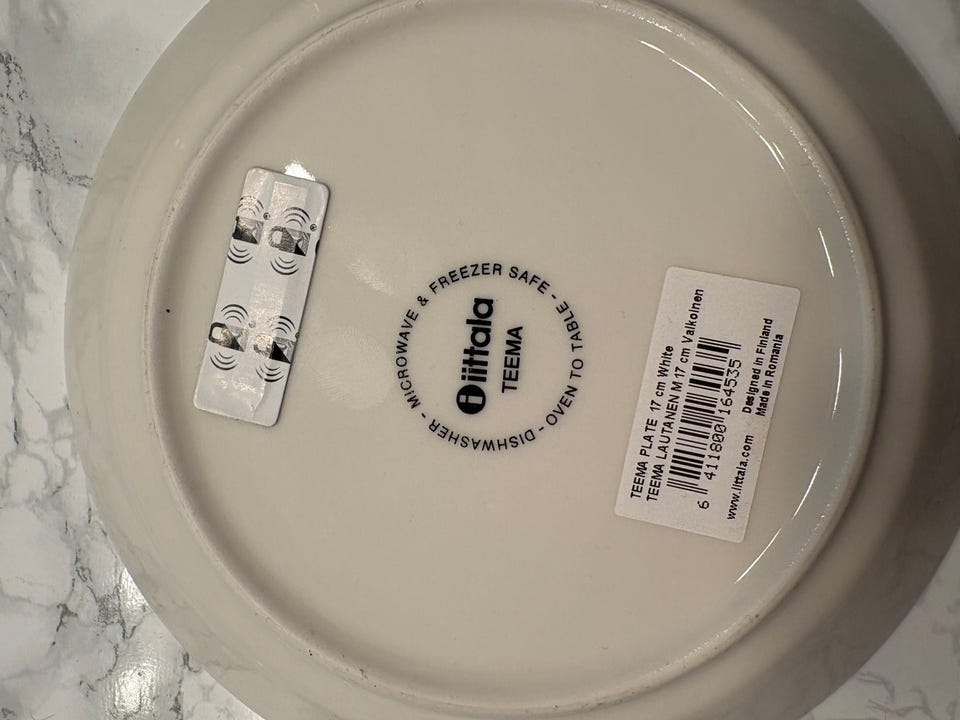 DISHWASHER - MICROWAVE & FREEZER SAFE - OVEN TO TABLE -
iittala
TEEMA
TEEMA PLATE 17 cm White
TEEMA LAUTANEN M 17 cm Valkoinen
6 411800 164535
www.iittala.com
Designed in Finland
Made in Romania